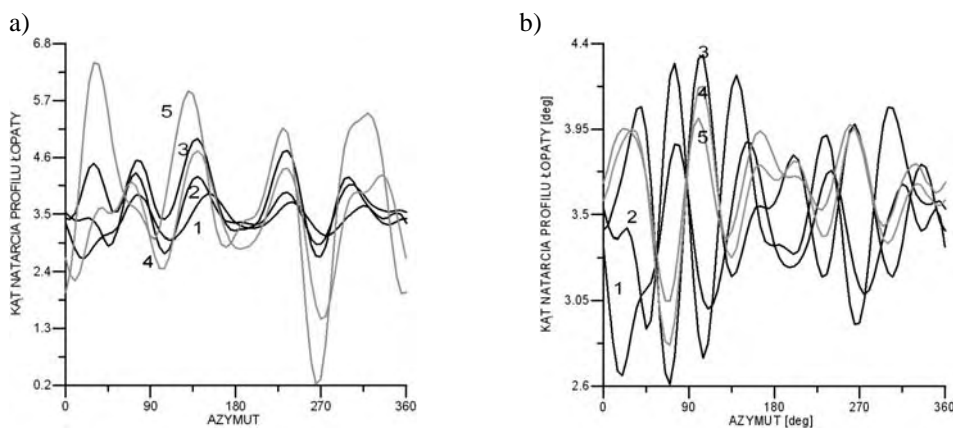 a)
KĄT NATARCIA PROFILU ŁOPATY
6.8
5.7
4.6
3.5
2.4
1.3
0.2
5
3
2
1
4
0 90 180 270 360
AZYMUT
b)
KĄT NATARCIA PROFILU ŁOPATY [deg]
4.4
3.95
3.5
3.05
2.6
3
4
5
2
1
0 90 180 270 360
AZYMUT [deg]